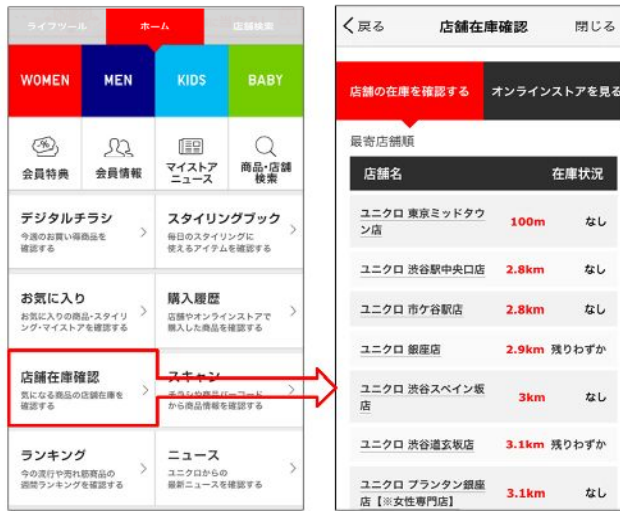 ライフツール ホーム 店舗検索
WOMEN MEN KIDS BABY
会員特典 会員情報 マイストア
ニュース 商品・店舗
検索
デジタルチラシ
今週のお買い得商品を
確認する
スタイリングブック
毎日のスタイリングに
使えるアイテムを確認する
お気に入り
お気に入りの商品・スタイリ
ング・マイストアを確認する
購入履歴
店舗やオンラインストアで
購入した商品を確認する
店舗在庫確認
気になる商品の店舗在庫を
確認する
スキャン
チラシや商品バーコード
から商品情報を確認する
ランキング
今の流行や売れ筋商品の
週間ランキングを確認する
ニュース
ユニクロからの
最新ニュースを確認する
戻る 店舗在庫確認 閉じる
店舗の在庫を確認する オンラインストアを見る
最寄店舗順
店舗名 在庫状況
ユニクロ 東京ミッドタウ
ン店 100m なし
ユニクロ 渋谷駅中央口店 2.8km なし
ユニクロ 市ケ谷駅店 2.8km なし
ユニクロ 銀座店 2.9km 残りわずか
ユニクロ 渋谷スペイン坂
店 3km なし
ユニクロ 渋谷道玄坂店 3.1km 残りわずか
ユニクロ プランタン銀座
店【※女性専門店】 3.1km なし